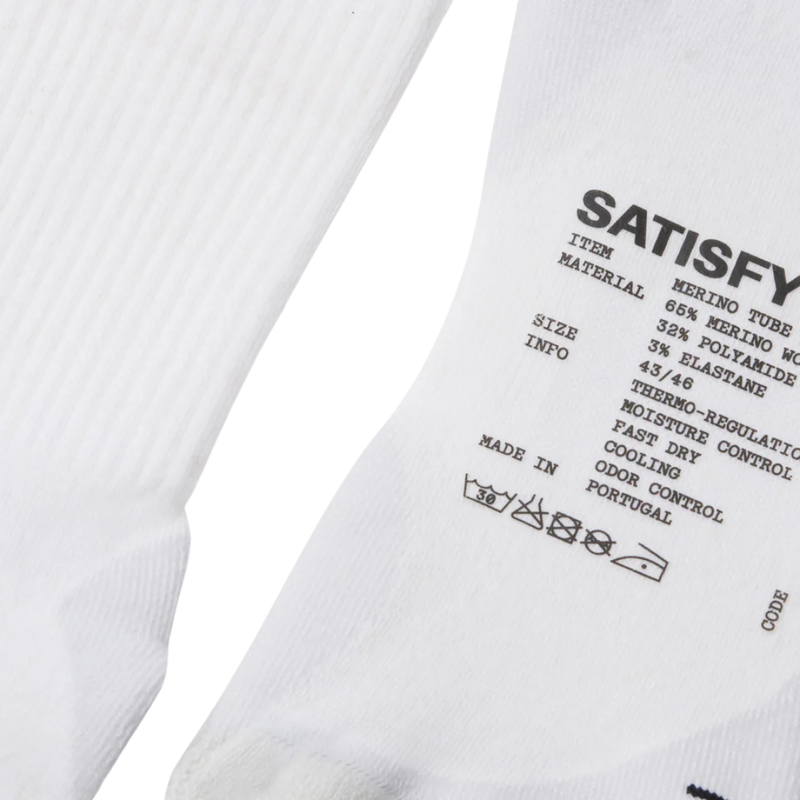 SATISFY
ITEM MERINO TUBE
MATERIAL 65% MERINO
32% POLYAMIDE
3% ELASTANE
SIZE 43/46
INFO THERMO-REGULATIO
MOISTURE CONTROL
FAST DRY
COOLING
ODOR CONTROL
MADE IN PORTUGAL
30
CODE